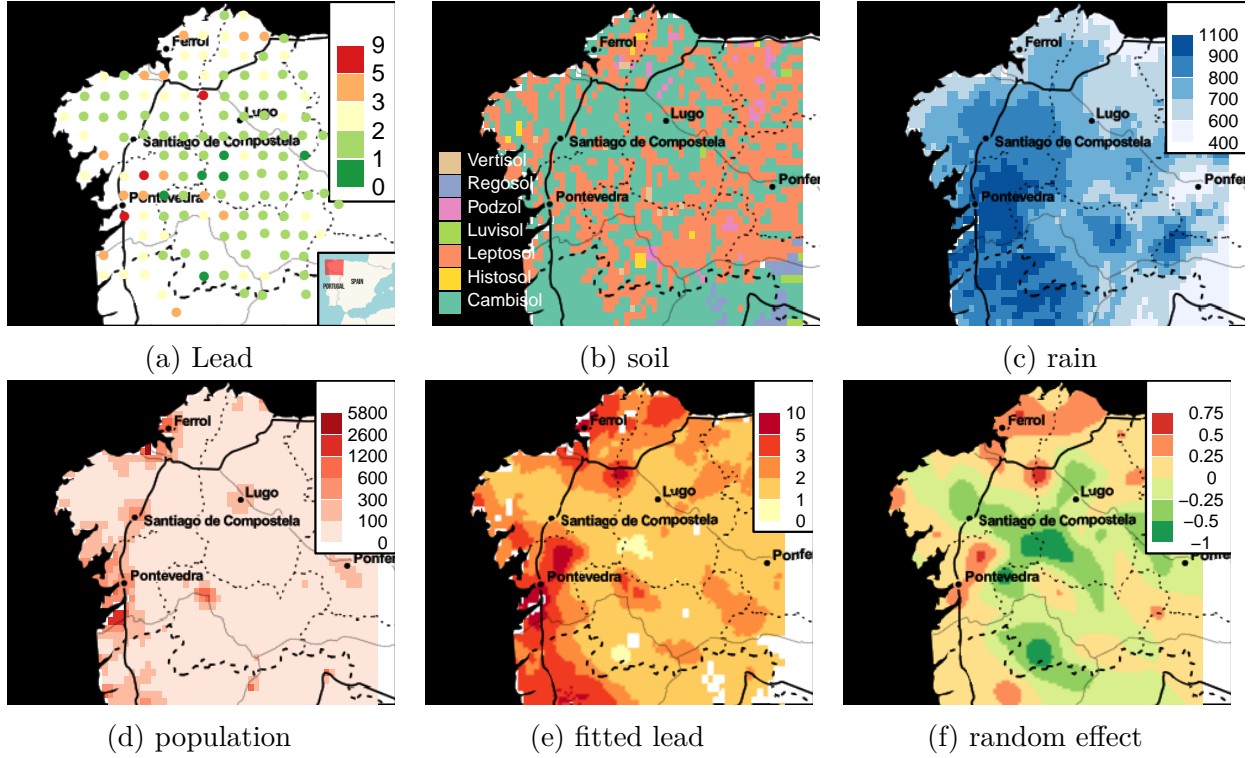 Ferrol
Lugo
Santiago de Compostela
Pontevedra
9
5
3
2
1
0
PORTUGAL
SPAIN
(a) Lead
Ferrol
Lugo
Santiago de Compostela
Pontevedra
Ponfer
Vertisol
Regosol
Podzol
Luvisol
Leptosol
Histosol
Cambisol
(b) soil
Ferrol
Lugo
Santiago de Compostela
Pontevedra
Ponfer
1100
900
800
700
600
400
(c) rain
Ferrol
Lugo
Santiago de Compostela
Pontevedra
Ponfe
5800
2600
1200
600
300
100
0
(d) population
Ferrol
Lugo
Santiago de Compostela
Pontevedra
Ponfe
10
5
3
2
1
0
(e) fitted lead
Ferrol
Lugo
Santiago de Compostela
Pontevedra
Ponfe
0.75
0.5
0.25
0
−0.25
−0.5
−1
(f) random effect